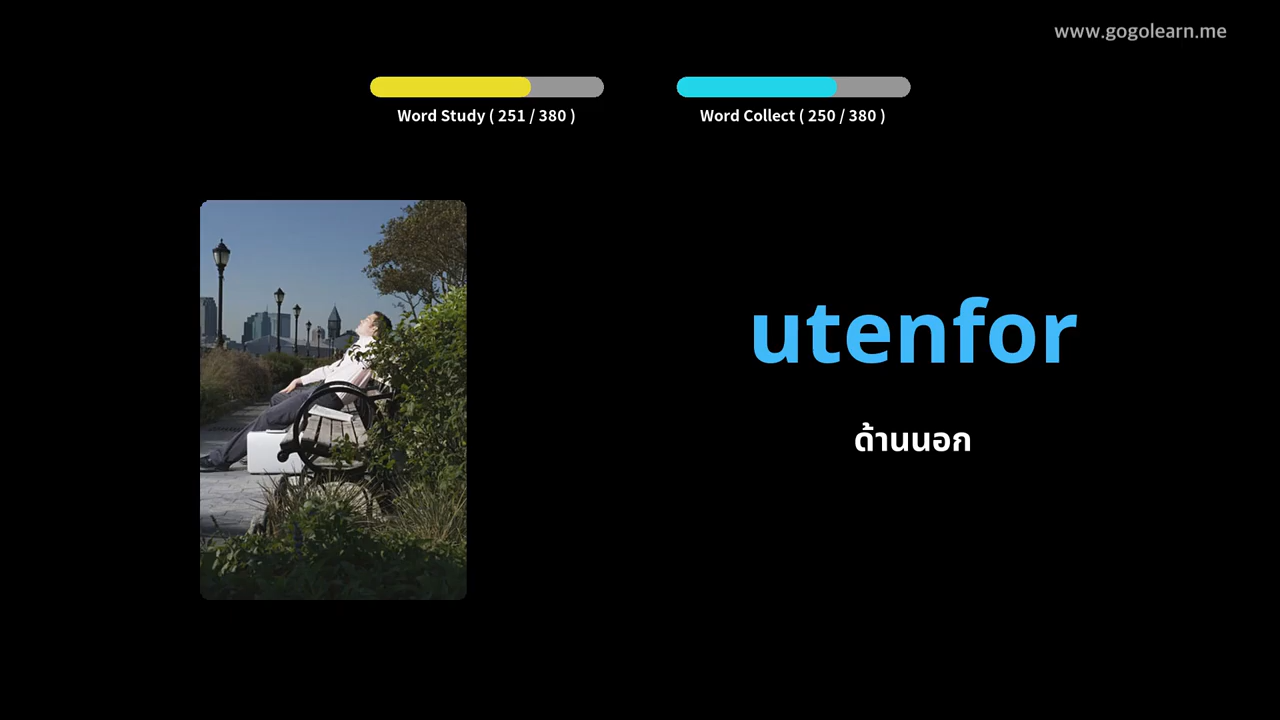 www.gogolearn.me
Word Study ( 251 / 380 )
Word Collect ( 250 / 380 )
utenfor
ด้านนอก